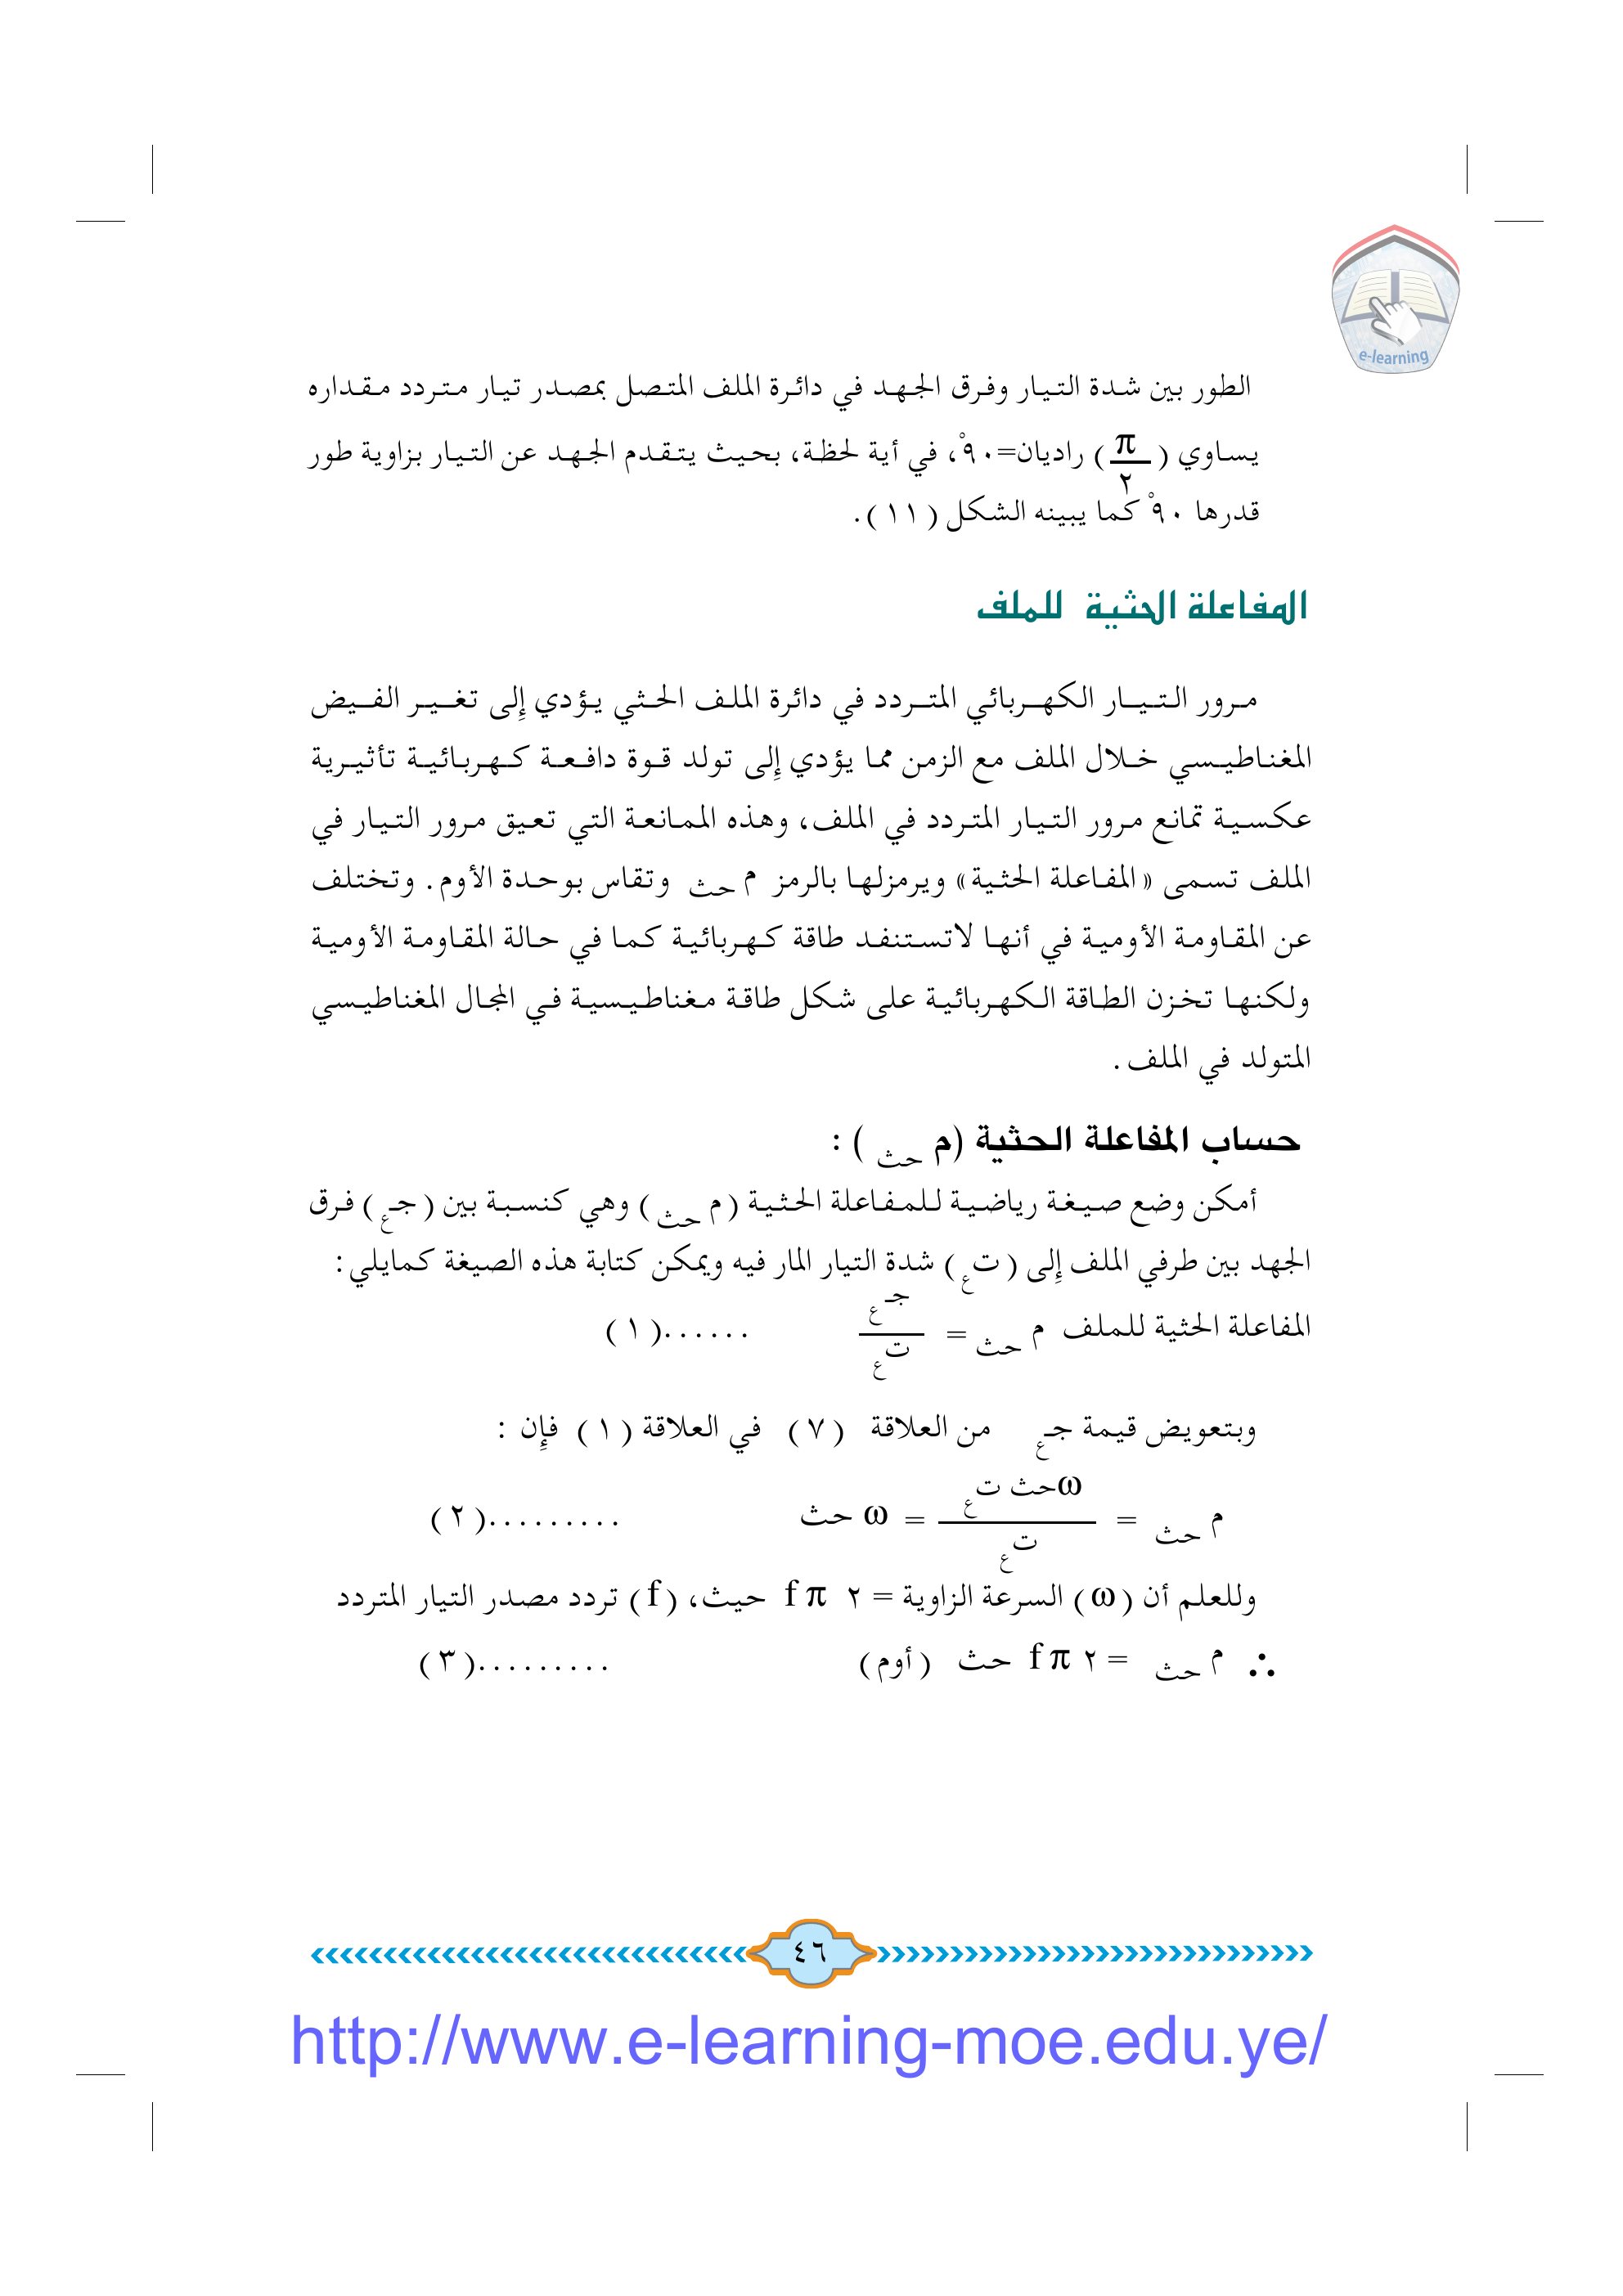 e-learning
الطور بين شدة التيار وفرق الجهد في دائرة الملف المتصل بمصدر تيار متردد مقداره
يساوي (π/٢) راديان=٩٠°، في أية لحظة، بحيث يتقدم الجهد عن التيار بزاوية طور
قدرها ٩٠° كما يبينه الشكل (١١).
المفاعلة الحثية للملف
مرور التيار الكهربائي المتردد في دائرة الملف الحثي يؤدي إلى تغيير الفيض
المغناطيسي خلال الملف مع الزمن مما يؤدي إلى تولد قوة دافعة كهربائية تأثيرية
عكسية تمانع مرور التيار المتردد في الملف، وهذه الممانعة التي تعيق مرور التيار في
الملف تسمى «المفاعلة الحثية» ويرمزلها بالرمز م حث وتقاس بوحدة الأوم. وتختلف
عن المقاومة الأومية في أنها لاتستنفد طاقة كهربائية كما في حالة المقاومة الأومية
ولكنها تخزن الطاقة الكهربائية على شكل طاقة مغناطيسية في المجال المغناطيسي
المتولد في الملف.
حساب المفاعلة الحثية (م حث) :
أمكن وضع صيغة رياضية للمفاعلة الحثية (م حث) وهي كنسبة بين (جـع) فرق
الجهد بين طرفي الملف إلى (تع) شدة التيار المار فيه ويمكن كتابة هذه الصيغة كمايلي:
المفاعلة الحثية للملف م حث = جـع / تع ......(١)
وبتعويض قيمة جـع من العلاقة (٧) في العلاقة (١) فإن :
م حث = ωحث تع / تع = ω حث .........(٢)
وللعلم أن (ω) السرعة الزاوية = ٢ π f حيث، (f) تردد مصدر التيار المتردد
∴ م حث = ٢ π f حث (أوم) .........(٣)
٤٦
http://www.e-learning-moe.edu.ye/